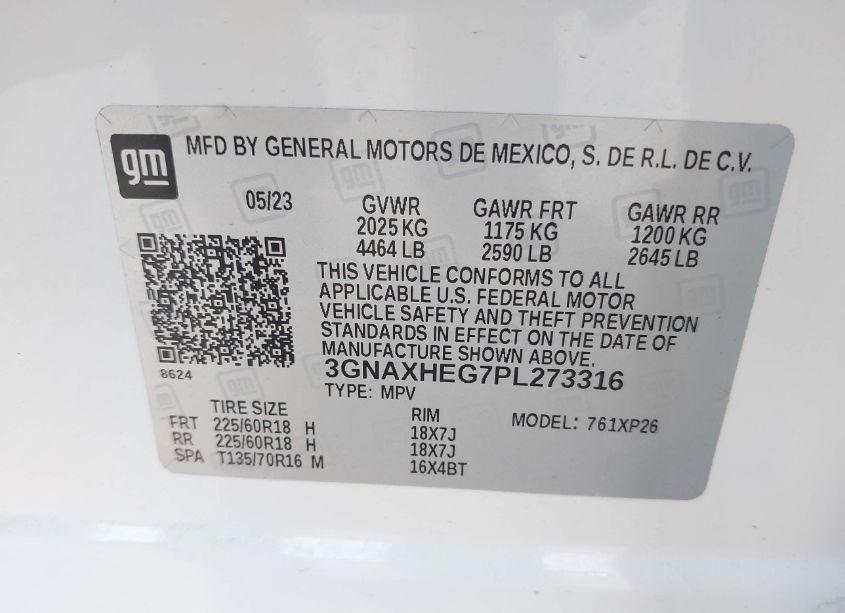 gm
MFD BY GENERAL MOTORS DE MEXICO, S. DE R.L. DE C.V.
05/23 GVWR GAWR FRT GAWR RR
2025 KG 1175 KG 1200 KG
4464 LB 2590 LB 2645 LB
THIS VEHICLE CONFORMS TO ALL
APPLICABLE U.S. FEDERAL MOTOR
VEHICLE SAFETY AND THEFT PREVENTION
STANDARDS IN EFFECT ON THE DATE OF
MANUFACTURE SHOWN ABOVE.
8624
3GNAXHEG7PL273316
TYPE: MPV
TIRE SIZE RIM MODEL: 761XP26
FRT 225/60R18 H 18X7J
RR 225/60R18 H 18X7J
SPA T135/70R16 M 16X4BT